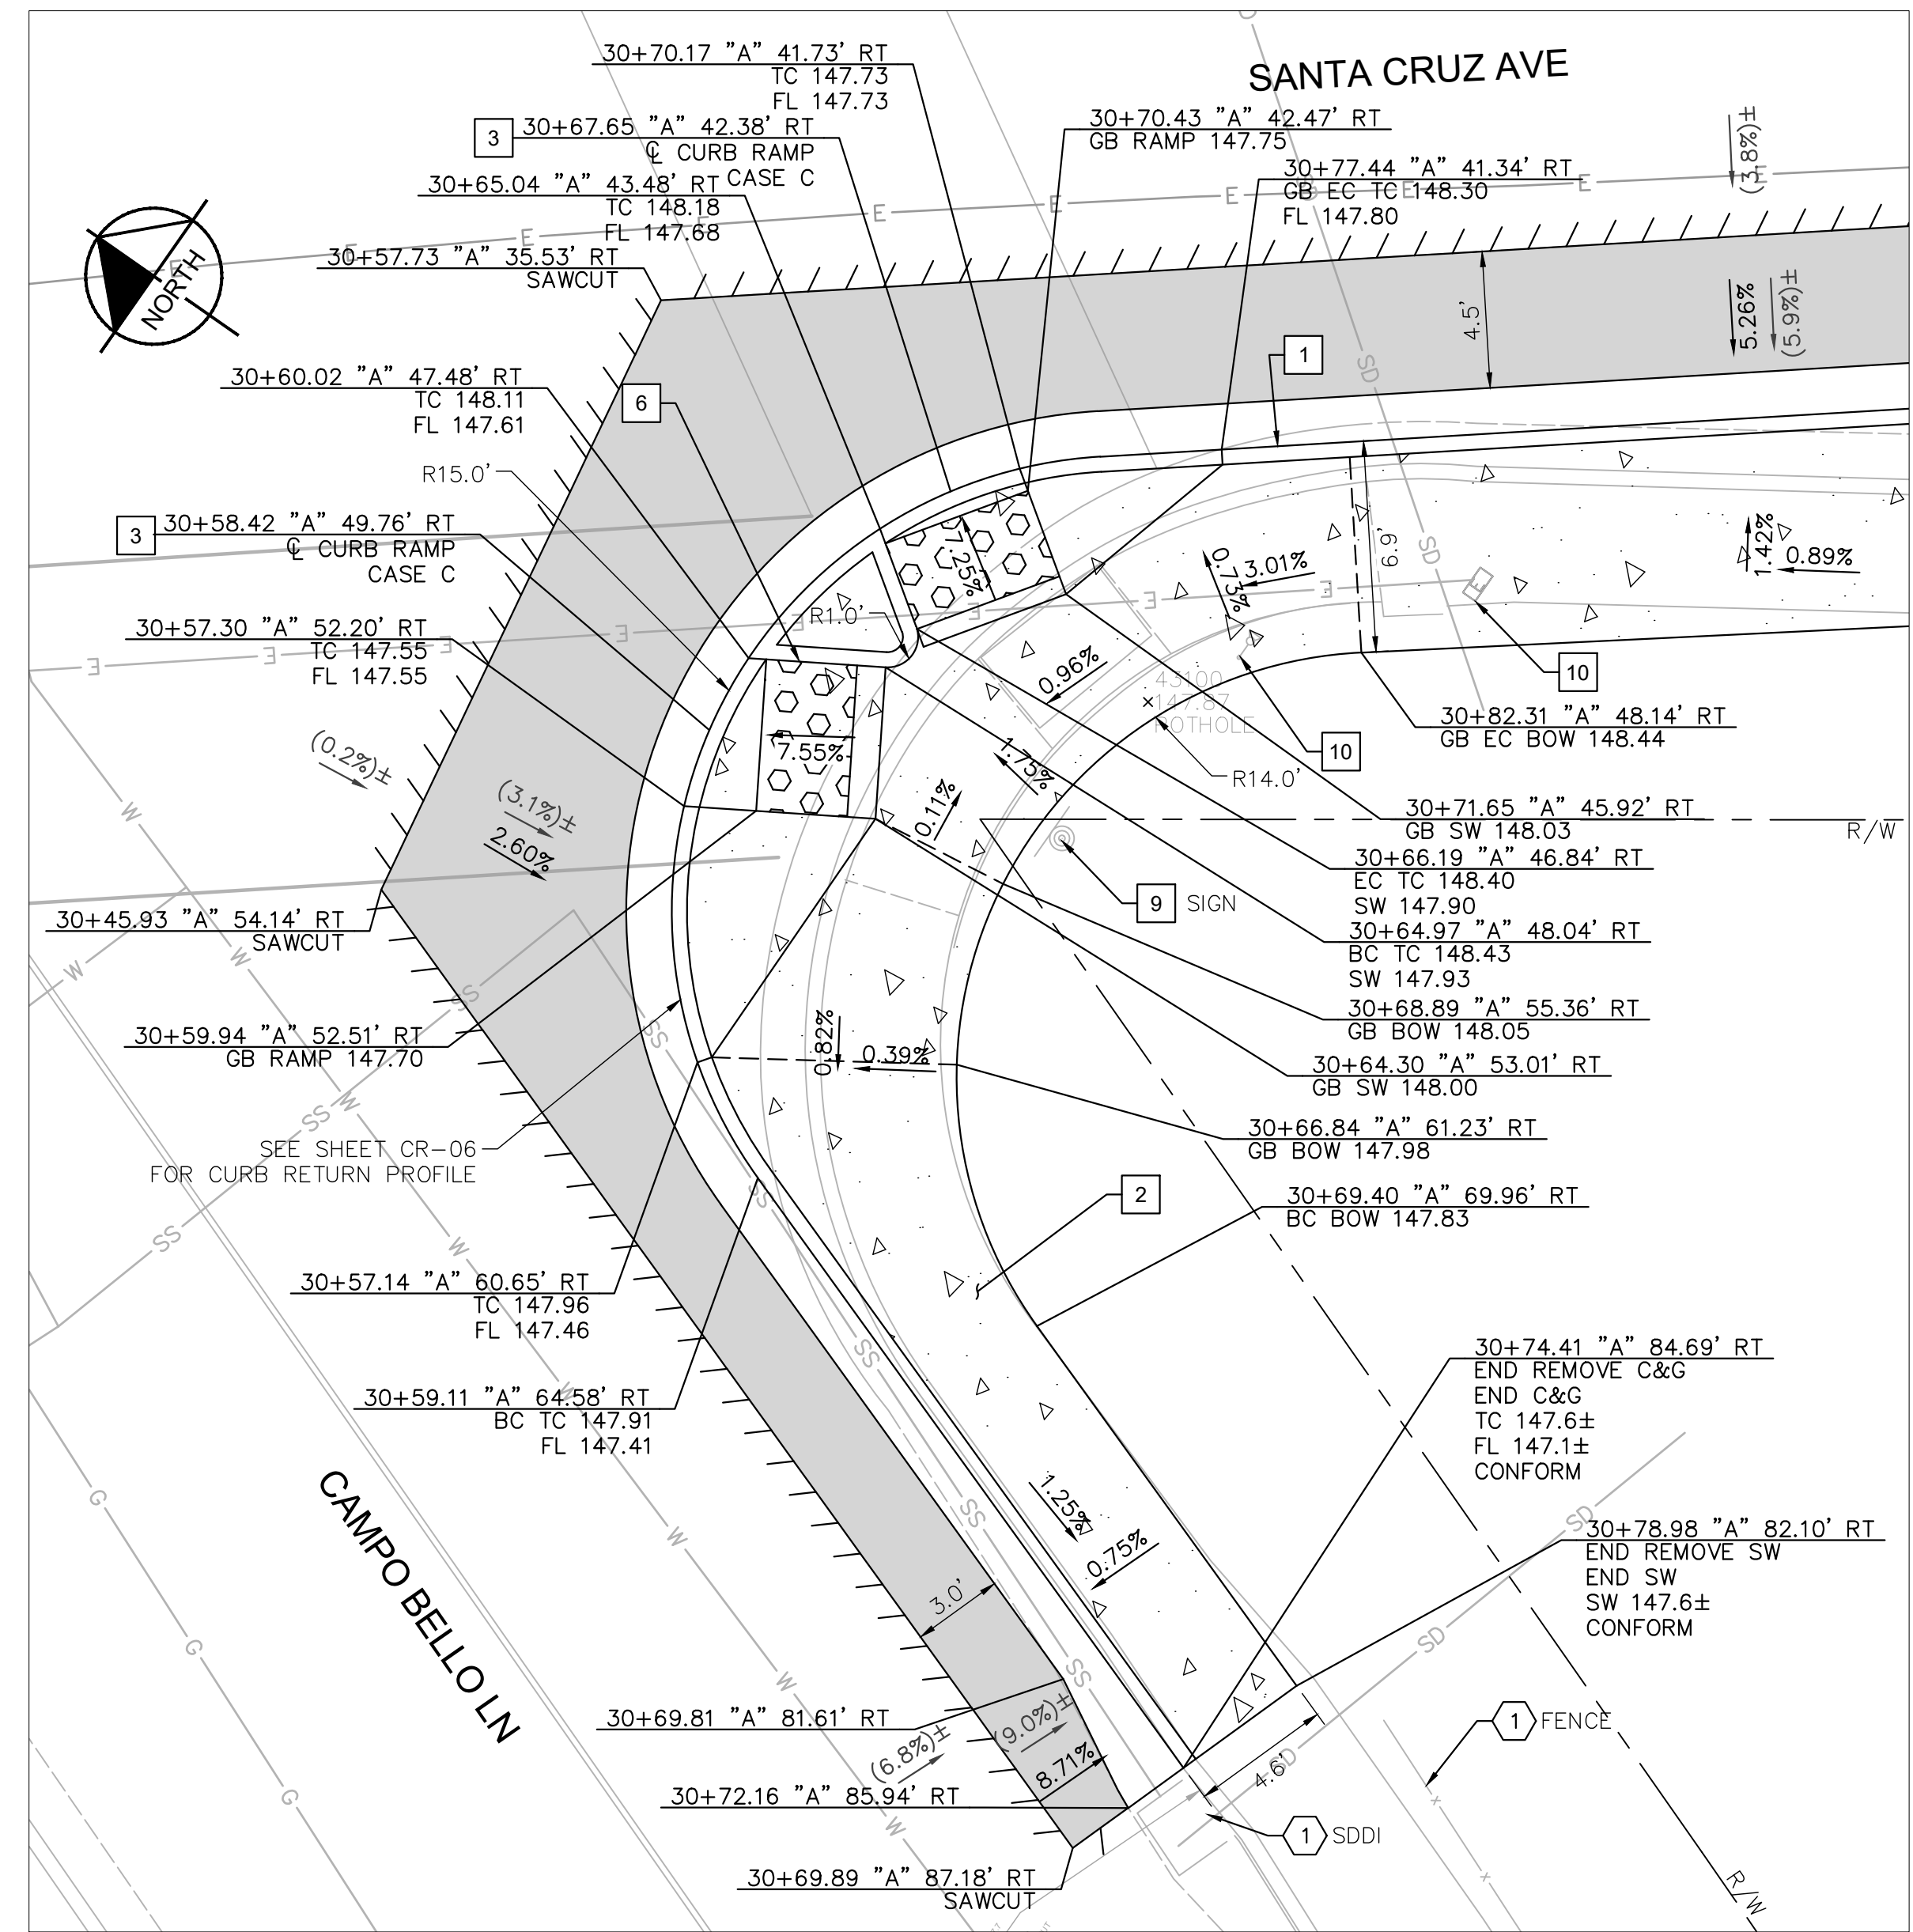 30+70.17 "A" 41.73' RT
TC 147.73
FL 147.73
SANTA CRUZ AVE
3
30+67.65 "A" 42.38' RT
℄ CURB RAMP
CASE C
30+70.43 "A" 42.47' RT
GB RAMP 147.75
(3.8%)±
30+65.04 "A" 43.48' RT
TC 148.18
FL 147.68
30+77.44 "A" 41.34' RT
GB EC TC 148.30
FL 147.80
30+57.73 "A" 35.53' RT
SAWCUT
NORTH
4.5'
5.26%
(5.9%)±
1
30+60.02 "A" 47.48' RT
TC 148.11
FL 147.61
6
R15.0'
3
30+58.42 "A" 49.76' RT
℄ CURB RAMP
CASE C
7.25%
R1.0'
0.73%
3.01%
6.9'
1.42%
0.89%
30+57.30 "A" 52.20' RT
TC 147.55
FL 147.55
0.96%
43100
147.87
POTHOLE
10
10
30+82.31 "A" 48.14' RT
GB EC BOW 148.44
(0.2%)±
7.55%
1.75%
R14.0'
(3.1%)±
2.60%
0.11%
30+71.65 "A" 45.92' RT
GB SW 148.03
R/W
30+66.19 "A" 46.84' RT
EC TC 148.40
SW 147.90
9
SIGN
30+45.93 "A" 54.14' RT
SAWCUT
30+64.97 "A" 48.04' RT
BC TC 148.43
SW 147.93
30+68.89 "A" 55.36' RT
GB BOW 148.05
30+59.94 "A" 52.51' RT
GB RAMP 147.70
0.82%
0.39%
30+64.30 "A" 53.01' RT
GB SW 148.00
SEE SHEET CR-06
FOR CURB RETURN PROFILE
30+66.84 "A" 61.23' RT
GB BOW 147.98
2
30+69.40 "A" 69.96' RT
BC BOW 147.83
30+57.14 "A" 60.65' RT
TC 147.96
FL 147.46
30+74.41 "A" 84.69' RT
END REMOVE C&G
END C&G
TC 147.6±
FL 147.1±
CONFORM
30+59.11 "A" 64.58' RT
BC TC 147.91
FL 147.41
CAMPO BELLO LN
1.25%
0.75%
30+78.98 "A" 82.10' RT
END REMOVE SW
END SW
SW 147.6±
CONFORM
3.0'
30+69.81 "A" 81.61' RT
(6.8%)±
(9.0%)±
8.71%
4.6'
1
FENCE
30+72.16 "A" 85.94' RT
1
SDDI
30+69.89 "A" 87.18' RT
SAWCUT
R/W